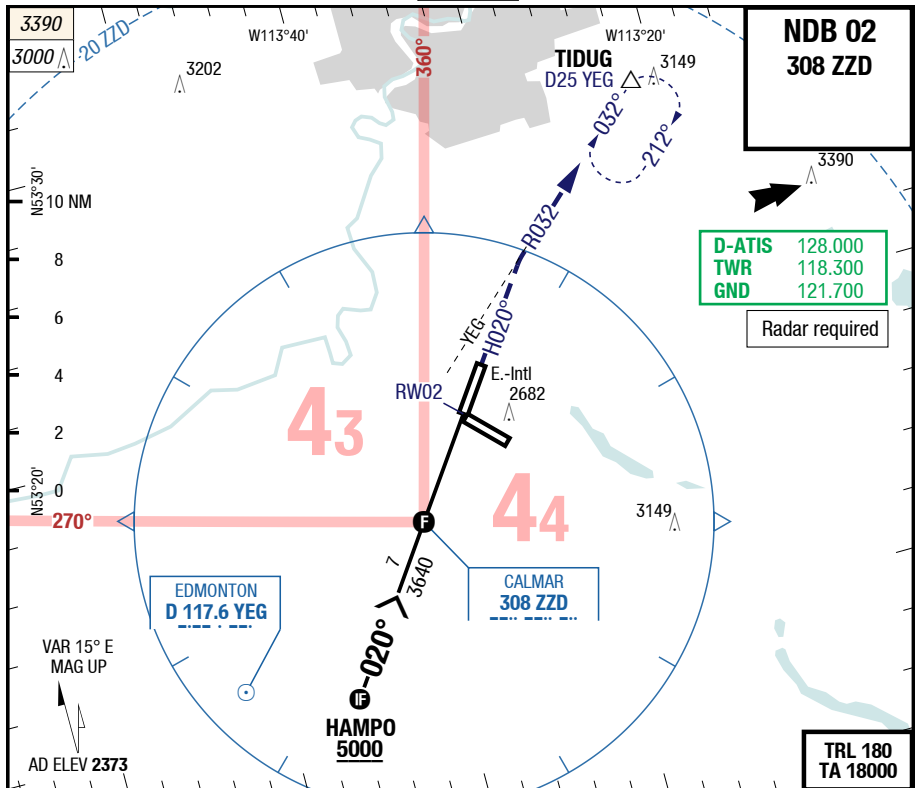 3390
3000
20 ZZD
W113°40'
W113°20'
3202
360°
TIDUG
D25 YEG
3149
NDB 02
308 ZZD
032°
212°
3390
N53°30'
10 NM
8
6
4
2
0
N53°20'
R032
H020°
YEG
D-ATIS 128.000
TWR 118.300
GND 121.700
Radar required
RW02
E.-Intl
2682
43
44
270°
F
3149
7
3640
EDMONTON
D 117.6 YEG
CALMAR
308 ZZD
020°
IF
HAMPO
5000
VAR 15° E
MAG UP
AD ELEV 2373
TRL 180
TA 18000